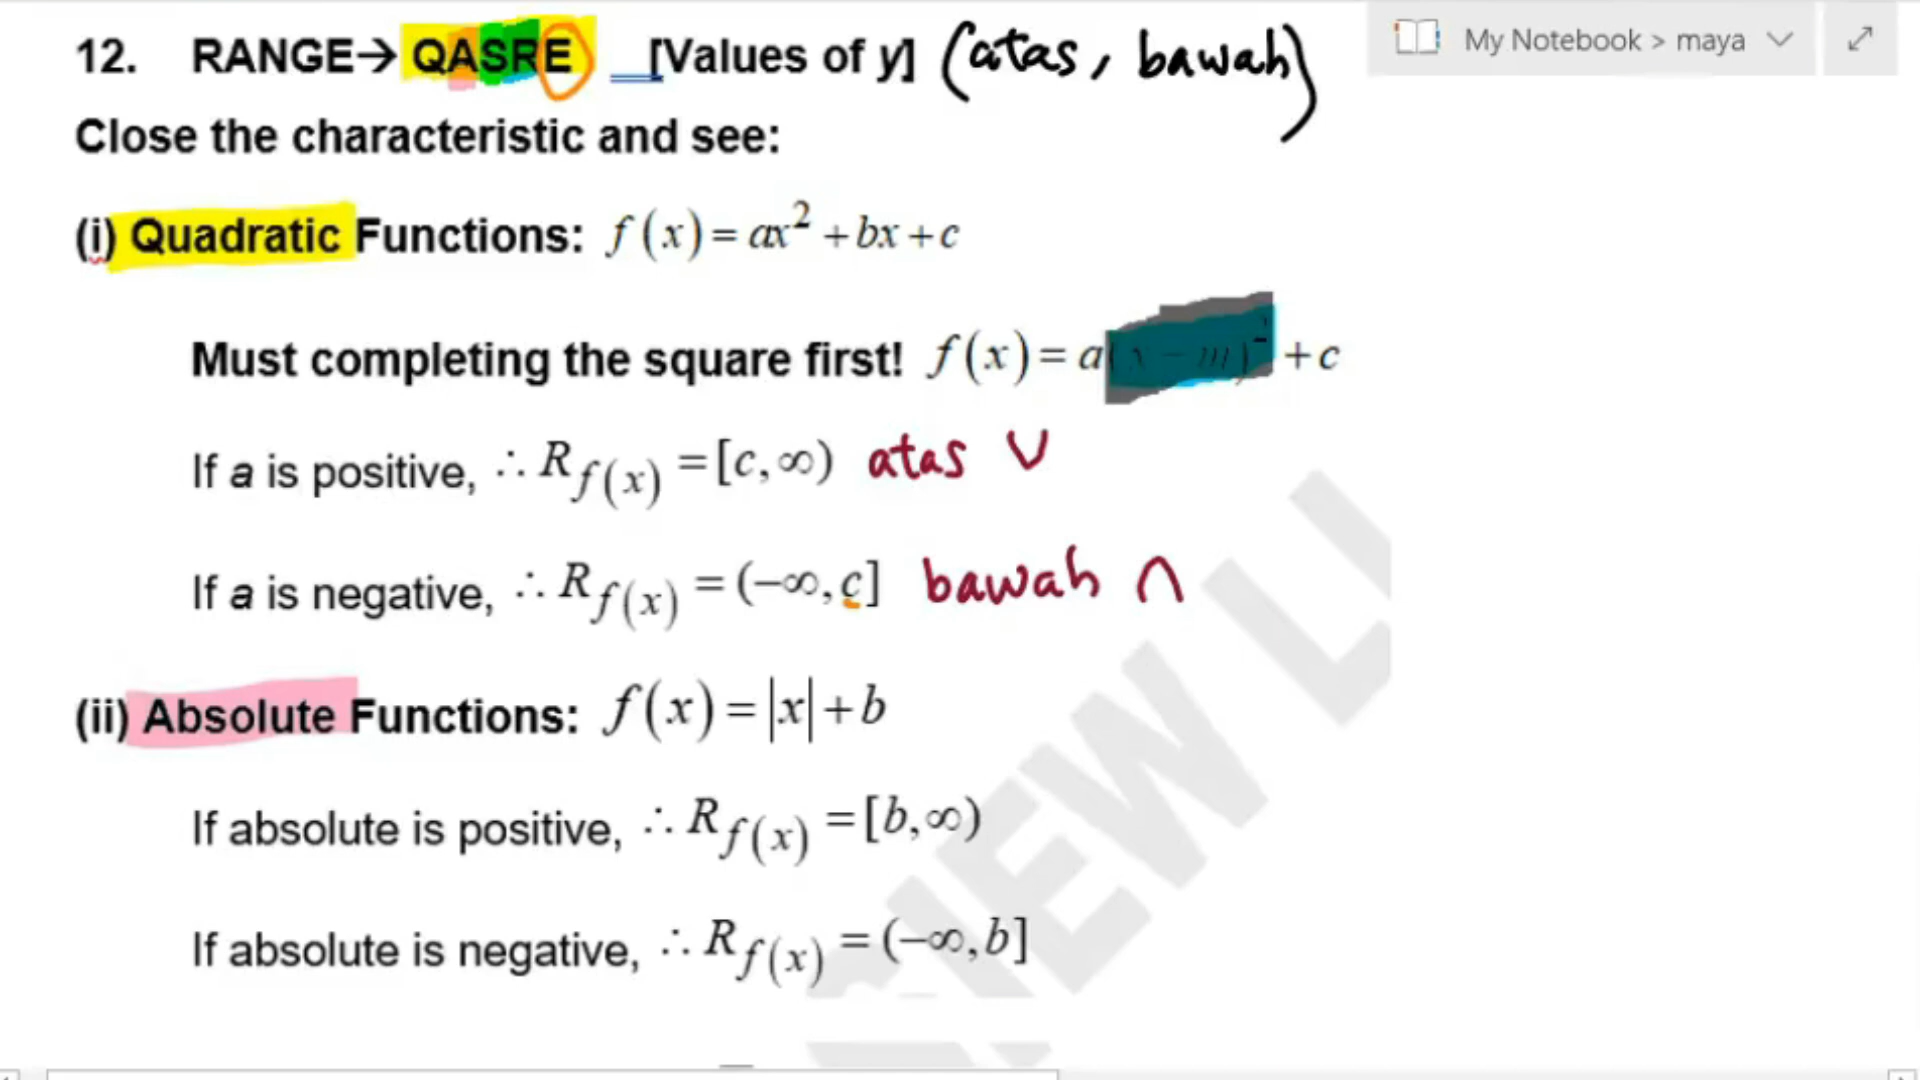 12. RANGE→ QASRE __[Values of y] (atas, bawah)
My Notebook > maya
Close the characteristic and see:
(i) Quadratic Functions: f(x)=ax²+bx+c
Must completing the square first! f(x)=a(x−m)²+c
If a is positive, ∴ R_f(x) =[c,∞) atas ∪
If a is negative, ∴ R_f(x) =(−∞,c] bawah ∩
(ii) Absolute Functions: f(x)=|x|+b
If absolute is positive, ∴ R_f(x) =[b,∞)
If absolute is negative, ∴ R_f(x) =(−∞,b]